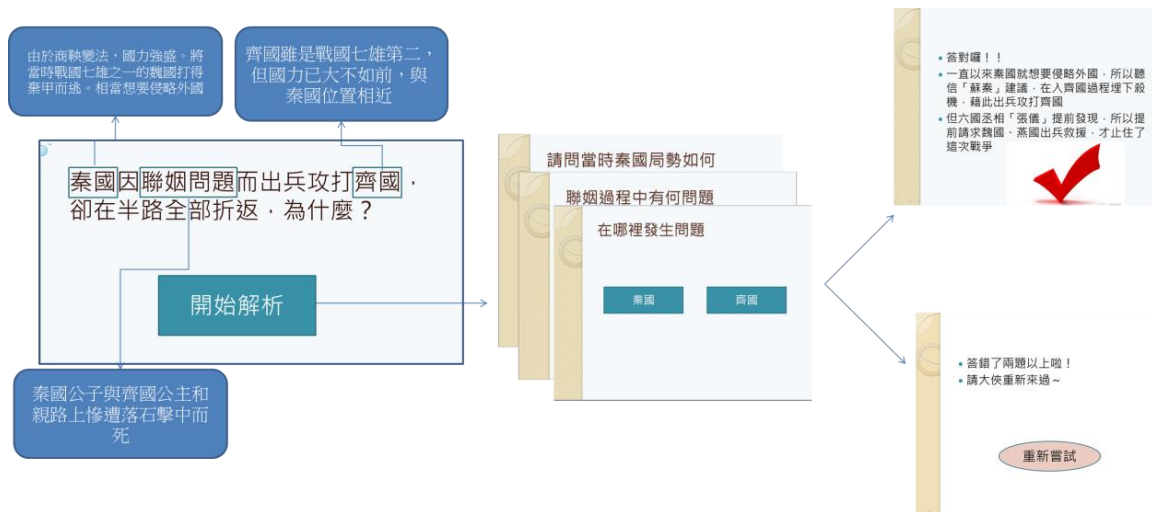 由於商鞅變法，國力強盛。將
當時戰國七雄之一的魏國打得
棄甲而逃。相當想要侵略外國
齊國雖是戰國七雄第二，
但國力已大不如前，與
秦國位置相近
秦國因聯姻問題而出兵攻打齊國，
卻在半路全部折返，為什麼？
開始解析
秦國公子與齊國公主和
親路上慘遭落石擊中而
死
請問當時秦國局勢如何
聯姻過程中有何問題
在哪裡發生問題
秦國
齊國
• 答對囉！！
• 一直以來秦國就想要侵略外國，所以聽
信「蘇秦」建議，在入齊國過程埋下殺
機，藉此出兵攻打齊國
• 但六國丞相「張儀」提前發現，所以提
前請求魏國、燕國出兵救援，才止住了
這次戰爭
• 答錯了兩題以上啦！
• 請大俠重新來過～
重新嘗試